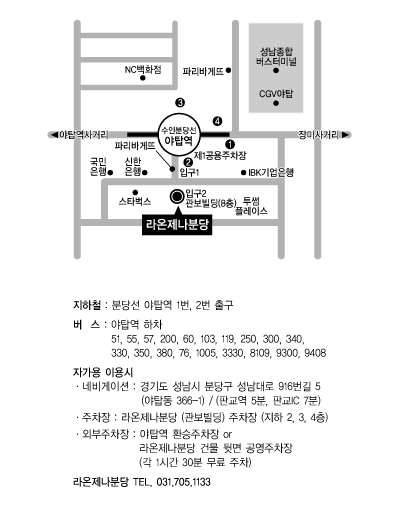 성남종합
버스터미널
NC백화점
파리바게뜨
CGV야탑
❸
❹
수인분당선
야탑역
◀야탑역사거리
장미사거리▶
❶
파리바게뜨
제1공용주차장
❷
국민
은행
신한
은행
입구1
IBK기업은행
스타벅스
입구2
관보빌딩(8층)
투썸
플레이스
라온제나분당
지하철 : 분당선 야탑역 1번, 2번 출구
버 스 : 야탑역 하차
51, 55, 57, 200, 60, 103, 119, 250, 300, 340,
330, 350, 380, 76, 1005, 3330, 8109, 9300, 9408
자가용 이용시
· 네비게이션 : 경기도 성남시 분당구 성남대로 916번길 5
(야탑동 366-1) / (판교역 5분, 판교IC 7분)
· 주차장 : 라온제나분당 (관보빌딩) 주차장 (지하 2, 3, 4층)
· 외부주차장 : 야탑역 환승주차장 or
라온제나분당 건물 뒷면 공영주차장
(각 1시간 30분 무료 주차)
라온제나분당 TEL. 031.705.1133